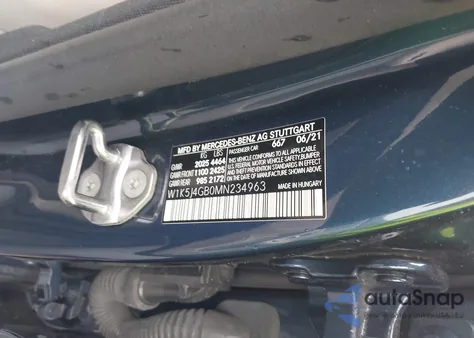 MFD BY MERCEDES-BENZ AG STUTTGART
KG LBS PASSENGER CAR 667 06/21
GVWR 2025 4464 THIS VEHICLE CONFORMS TO ALL APPLICABLE
GAWR FRONT 1100 2425 U.S. FEDERAL MOTOR VEHICLE SAFETY, BUMPER
GAWR REAR 985 2172 AND THEFT PREVENTION STANDARDS IN EFFECT ON THE DATE OF MANUFACTURE SHOWN ABOVE
W1K5J4GB0MN234963 MADE IN HUNGARY
autoSnap